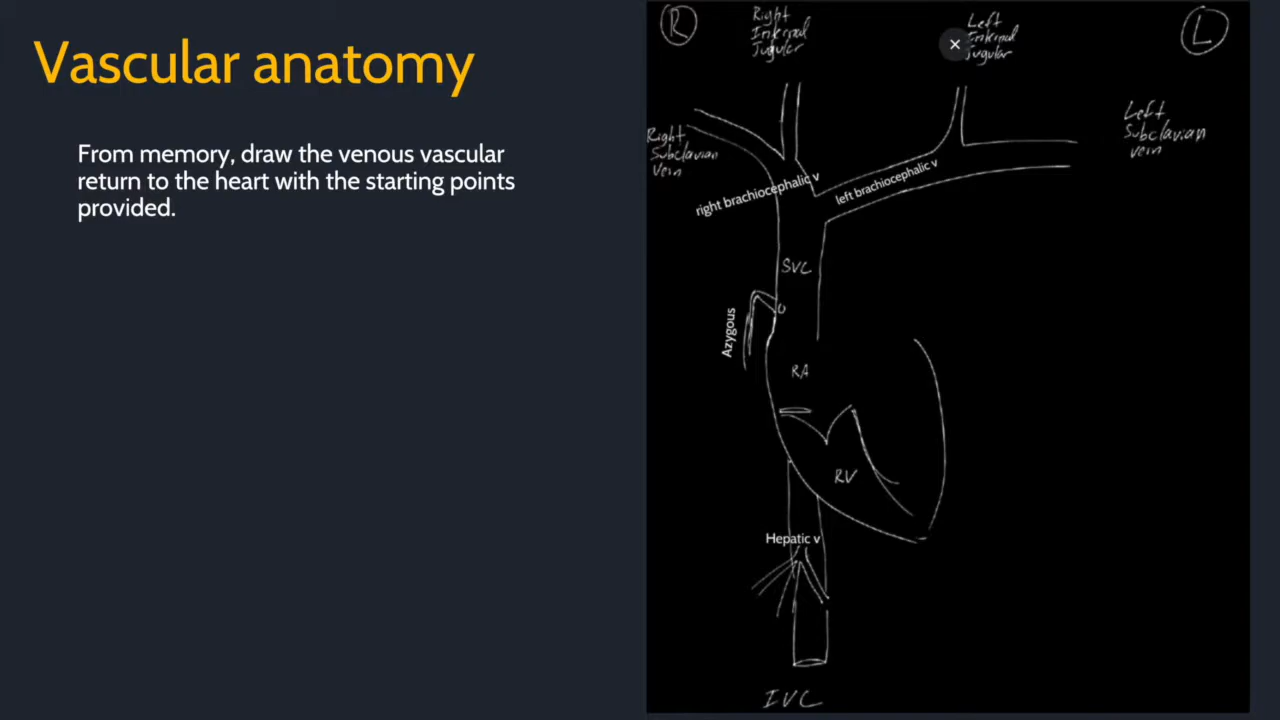 Vascular anatomy
From memory, draw the venous vascular
return to the heart with the starting points
provided.
R
Right
Internal
Jugular
Left
Internal
Jugular
L
Right
Subclavian
vein
Left
Subclavian
vein
right brachiocephalic v
left brachiocephalic v
SVC
Azygous
RA
RV
Hepatic v
IVC